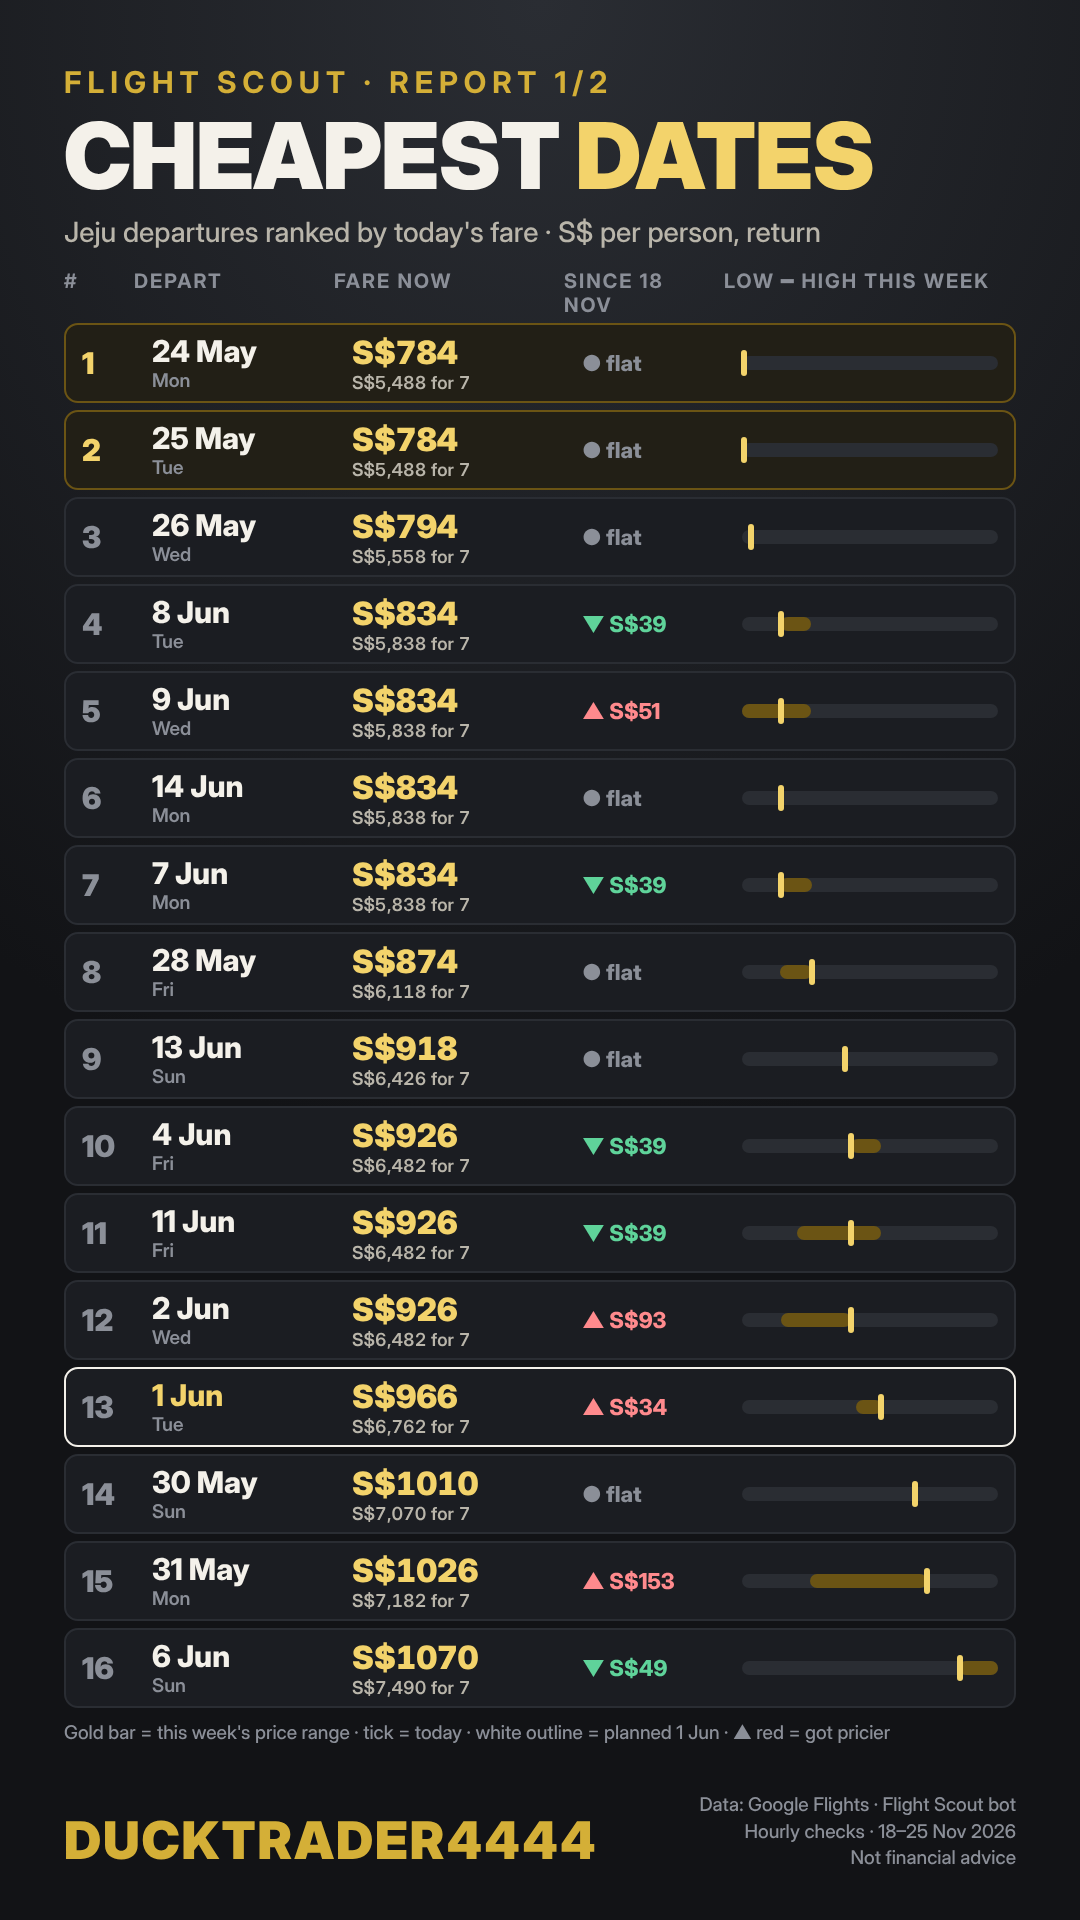 FLIGHT SCOUT · REPORT 1/2
CHEAPEST DATES
Jeju departures ranked by today's fare · S$ per person, return
# DEPART FARE NOW SINCE 18 NOV LOW – HIGH THIS WEEK
1 24 May Mon S$784 S$5,488 for 7 ● flat
2 25 May Tue S$784 S$5,488 for 7 ● flat
3 26 May Wed S$794 S$5,558 for 7 ● flat
4 8 Jun Tue S$834 S$5,838 for 7 ▼ S$39
5 9 Jun Wed S$834 S$5,838 for 7 ▲ S$51
6 14 Jun Mon S$834 S$5,838 for 7 ● flat
7 7 Jun Mon S$834 S$5,838 for 7 ▼ S$39
8 28 May Fri S$874 S$6,118 for 7 ● flat
9 13 Jun Sun S$918 S$6,426 for 7 ● flat
10 4 Jun Fri S$926 S$6,482 for 7 ▼ S$39
11 11 Jun Fri S$926 S$6,482 for 7 ▼ S$39
12 2 Jun Wed S$926 S$6,482 for 7 ▲ S$93
13 1 Jun Tue S$966 S$6,762 for 7 ▲ S$34
14 30 May Sun S$1010 S$7,070 for 7 ● flat
15 31 May Mon S$1026 S$7,182 for 7 ▲ S$153
16 6 Jun Sun S$1070 S$7,490 for 7 ▼ S$49
Gold bar = this week's price range · tick = today · white outline = planned 1 Jun · ▲ red = got pricier
DUCKTRADER4444
Data: Google Flights · Flight Scout bot
Hourly checks · 18–25 Nov 2026
Not financial advice